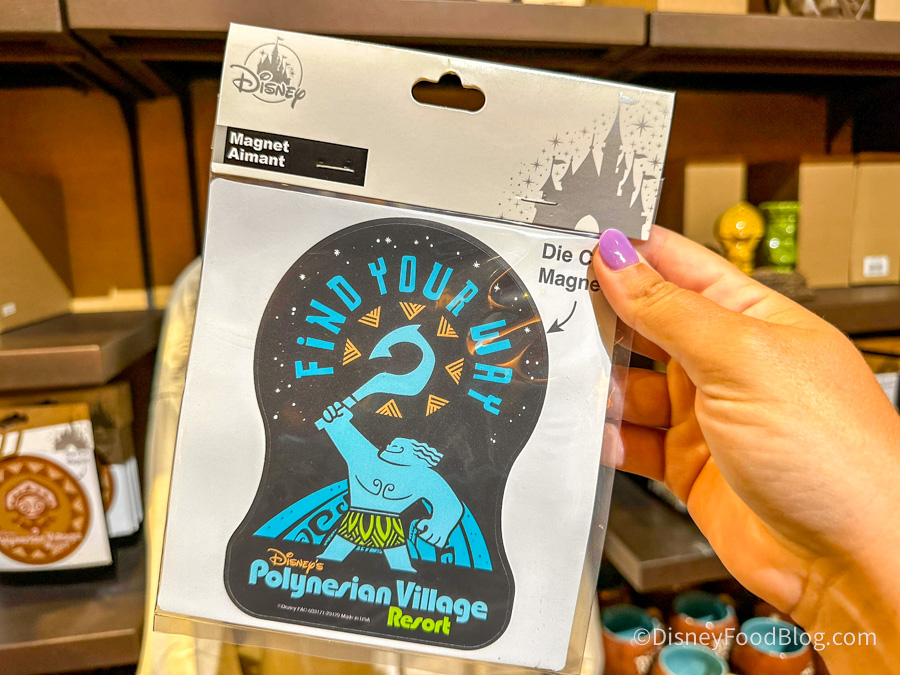 Disney
Magnet
Aimant
Die
Magne
FiND YOUR WAY
Disney's
Polynesian Village
Resort
©DisneyFoodBlog.com